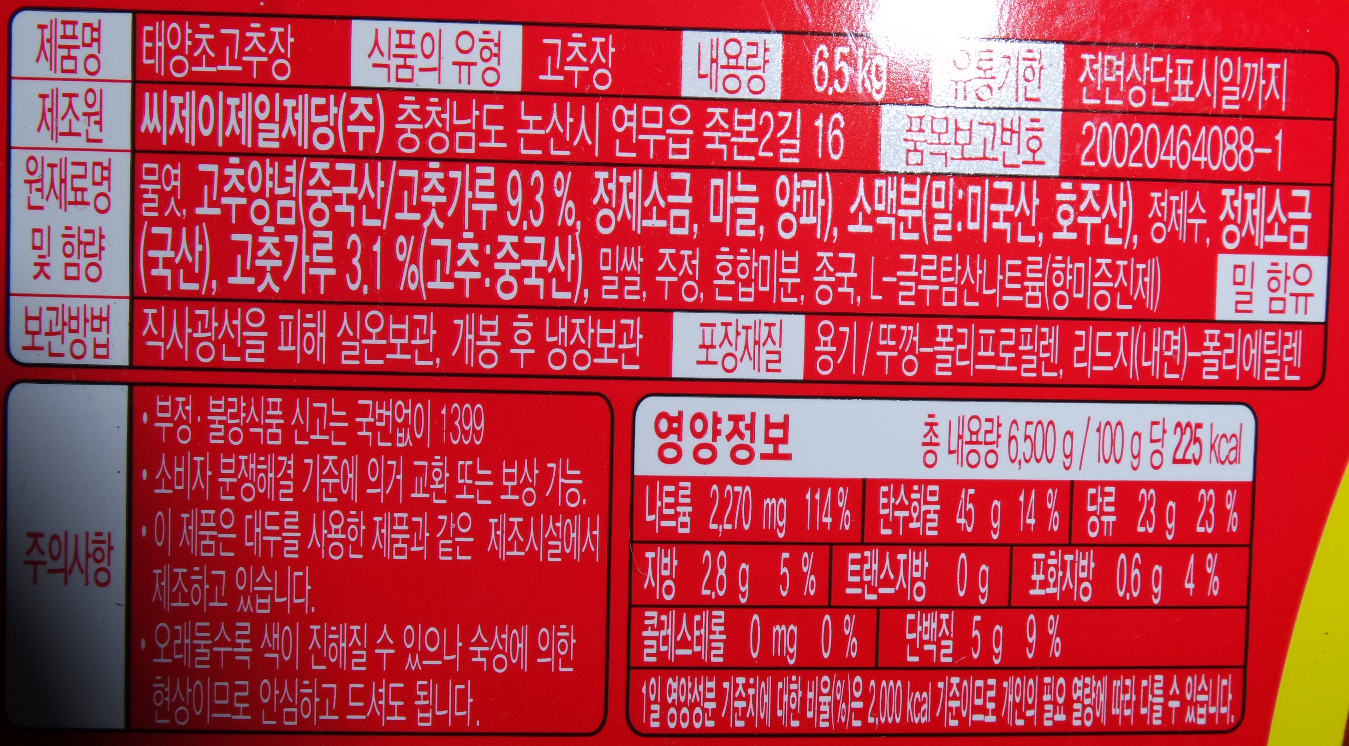 제품명 태양초고추장 식품의 유형 고추장 내용량 6.5 kg 유통기한 전면상단표시일까지
제조원 씨제이제일제당(주) 충청남도 논산시 연무읍 죽본2길 16 품목보고번호 20020464088-1
원재료명 물엿, 고추양념(중국산/고춧가루 9.3 %, 정제소금, 마늘, 양파), 소맥분(밀:미국산, 호주산), 정제수, 정제소금
및 함량 (국산), 고춧가루 3.1 %(고추:중국산), 밀쌀, 주정, 혼합미분, 종국, L-글루탐산나트륨(향미증진제) 밀 함유
보관방법 직사광선을 피해 실온보관, 개봉 후 냉장보관 포장재질 용기/뚜껑-폴리프로필렌, 리드지(내면)-폴리에틸렌
주의사항
• 부정·불량식품 신고는 국번없이 1399
• 소비자 분쟁해결 기준에 의거 교환 또는 보상 가능.
• 이 제품은 대두를 사용한 제품과 같은 제조시설에서
제조하고 있습니다.
• 오래둘수록 색이 진해질 수 있으나 숙성에 의한
현상이므로 안심하고 드셔도 됩니다.
영양정보 총 내용량 6,500 g / 100 g 당 225 kcal
나트륨 2,270 mg 114 % 탄수화물 45 g 14 % 당류 23 g 23 %
지방 2.8 g 5 % 트랜스지방 0 g 포화지방 0.6 g 4 %
콜레스테롤 0 mg 0 % 단백질 5 g 9 %
1일 영양성분 기준치에 대한 비율(%)은 2,000 kcal 기준이므로 개인의 필요 열량에 따라 다를 수 있습니다.